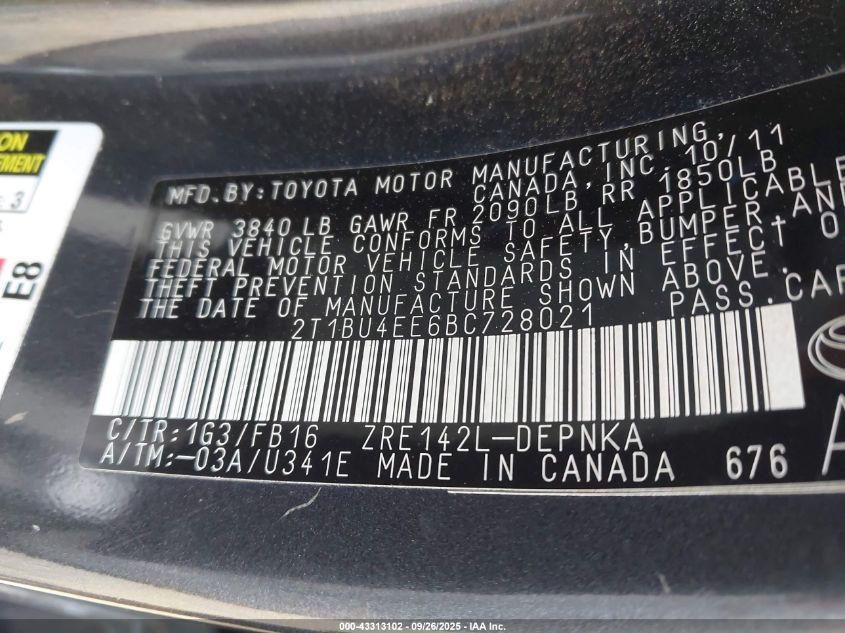 ON
EMENT
3
E8
MFD. BY: TOYOTA MOTOR MANUFACTURING,
CANADA, INC. 10/11
GVWR 3840 LB GAWR FR 2090LB, RR 1850LB
THIS VEHICLE CONFORMS TO ALL APPLICABLE
FEDERAL MOTOR VEHICLE SAFETY, BUMPER, AND
THEFT PREVENTION STANDARDS IN EFFECT O
THE DATE OF MANUFACTURE SHOWN ABOVE.
2T1BU4EE6BC728021 PASS.CAR
C/TR:1G3/FB16 ZRE142L-DEPNKA
A/TM:-03A/U341E MADE IN CANADA 676
A
000-43313102 - 09/26/2025 - IAA Inc.